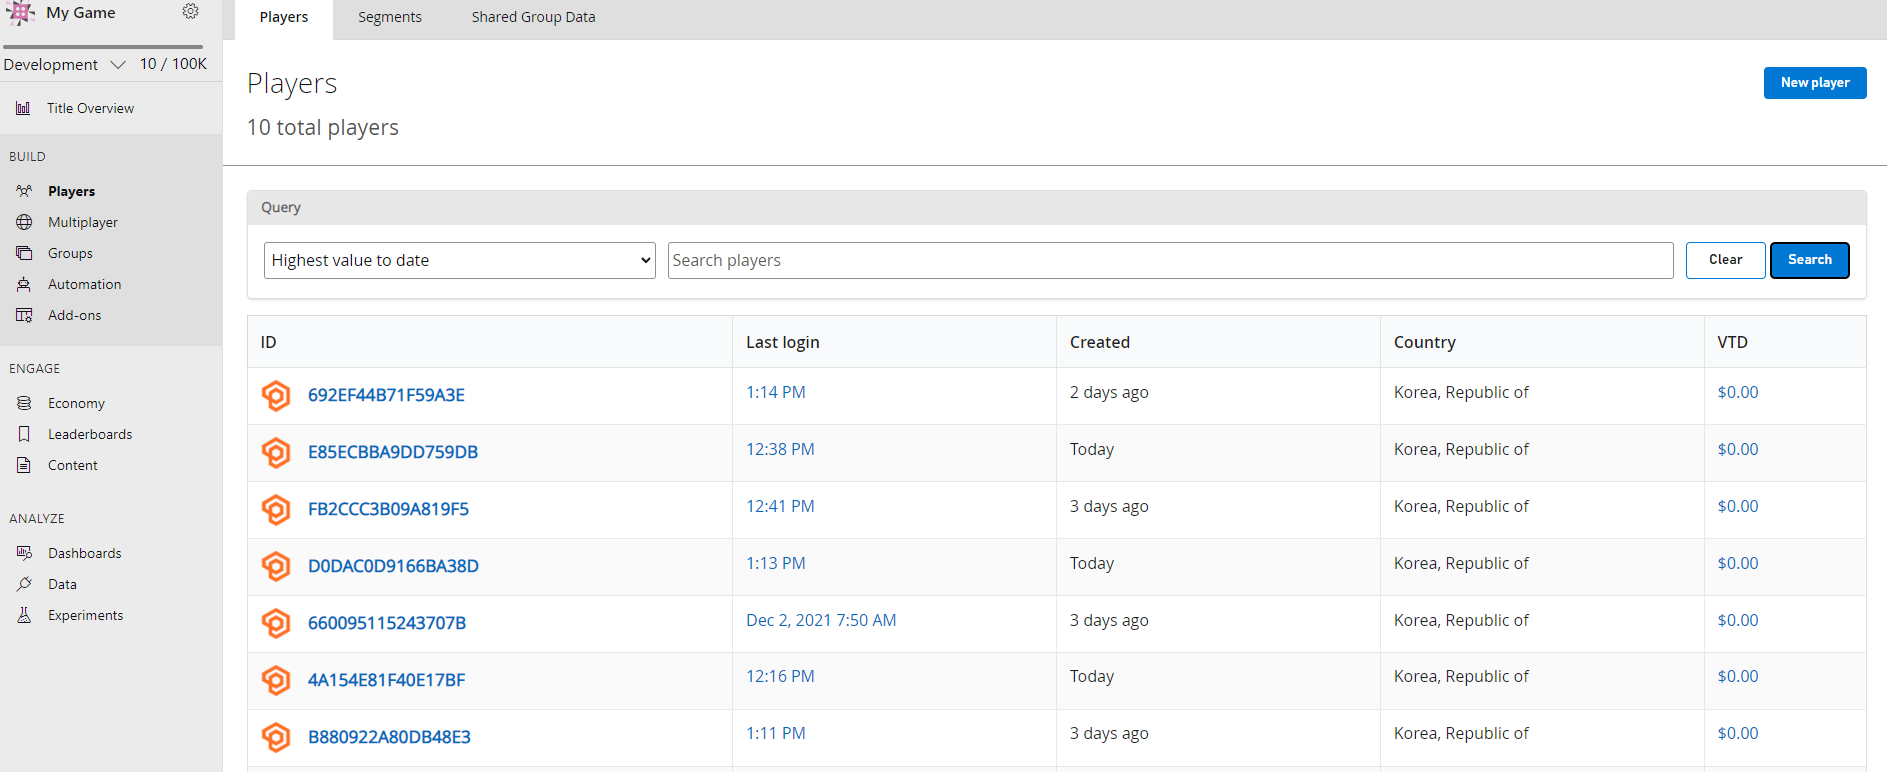 My Game
Development 10 / 100K
Title Overview
BUILD
Players
Multiplayer
Groups
Automation
Add-ons
ENGAGE
Economy
Leaderboards
Content
ANALYZE
Dashboards
Data
Experiments
Players Segments Shared Group Data
Players
New player
10 total players
Query
Highest value to date Search players Clear Search
ID Last login Created Country VTD
692EF44B71F59A3E 1:14 PM 2 days ago Korea, Republic of $0.00
E85ECBBA9DD759DB 12:38 PM Today Korea, Republic of $0.00
FB2CCC3B09A819F5 12:41 PM 3 days ago Korea, Republic of $0.00
D0DAC0D9166BA38D 1:13 PM Today Korea, Republic of $0.00
660095115243707B Dec 2, 2021 7:50 AM 3 days ago Korea, Republic of $0.00
4A154E81F40E17BF 12:16 PM Today Korea, Republic of $0.00
B880922A80DB48E3 1:11 PM 3 days ago Korea, Republic of $0.00